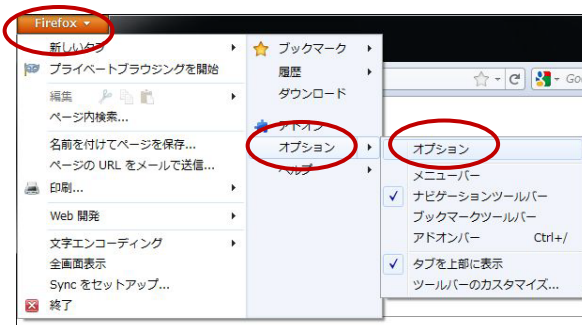 Firefox
新しいタブ
プライベートブラウジングを開始
編集
ページ内検索...
名前を付けてページを保存...
ページの URL をメールで送信...
印刷...
Web 開発
文字エンコーディング
全画面表示
Sync をセットアップ...
終了
ブックマーク
履歴
ダウンロード
アドオン
オプション
ヘルプ
オプション
メニューバー
ナビゲーションツールバー
ブックマークツールバー
アドオンバー Ctrl+/
タブを上部に表示
ツールバーのカスタマイズ...
Goo